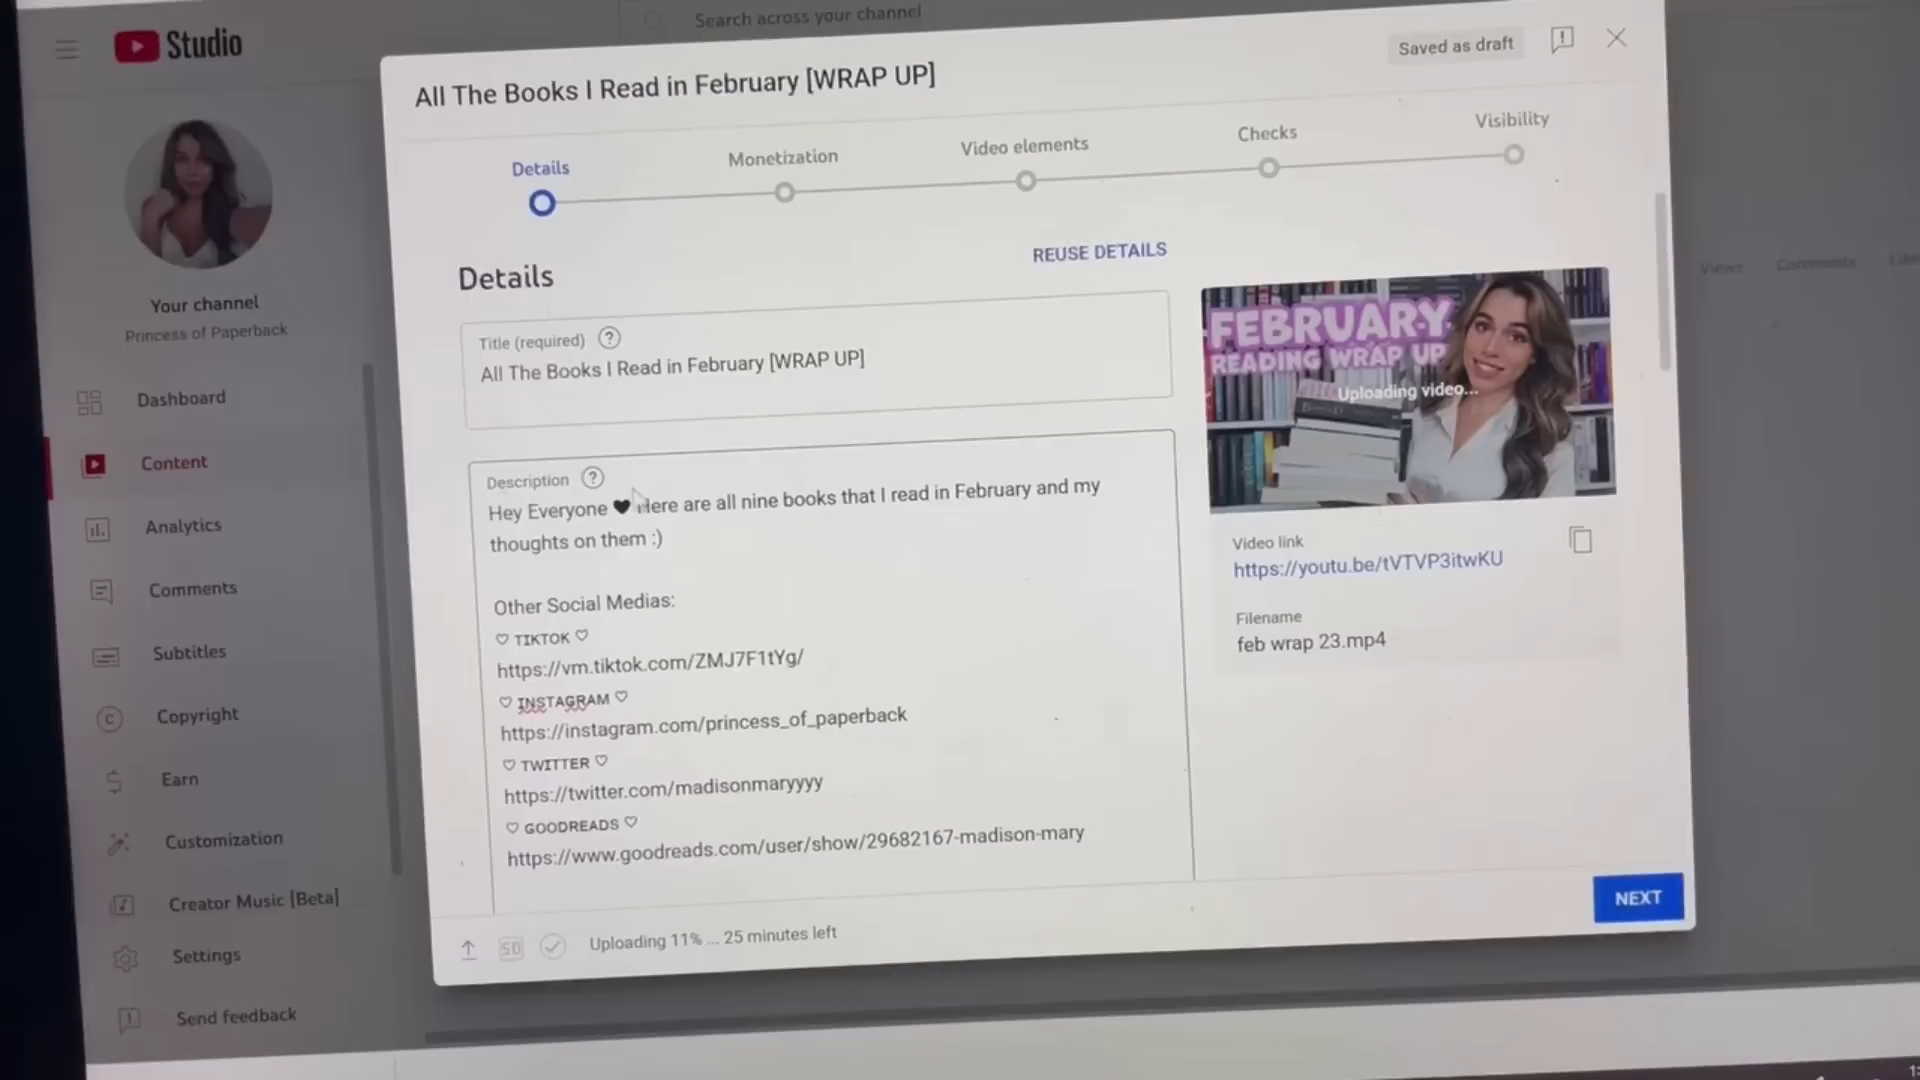 Studio
Search across your channel
Saved as draft
All The Books I Read in February [WRAP UP]
Details
Monetization
Video elements
Checks
Visibility
Your channel
Princess of Paperback
Dashboard
Content
Analytics
Comments
Subtitles
Copyright
Earn
Customization
Creator Music [Beta]
Settings
Send feedback
Details
REUSE DETAILS
Title (required)
All The Books I Read in February [WRAP UP]
Description
Hey Everyone 🖤 Here are all nine books that I read in February and my
thoughts on them :)
Other Social Medias:
♡ TIKTOK ♡
https://vm.tiktok.com/ZMJ7F1tYg/
♡ INSTAGRAM ♡
https://instagram.com/princess_of_paperback
♡ TWITTER ♡
https://twitter.com/madisonmaryyyy
♡ GOODREADS ♡
https://www.goodreads.com/user/show/29682167-madison-mary
FEBRUARY
READING WRAP UP
Uploading video...
Video link
https://youtu.be/tVTVP3itwKU
Filename
feb wrap 23.mp4
Views
Comments
SD
Uploading 11% ... 25 minutes left
NEXT